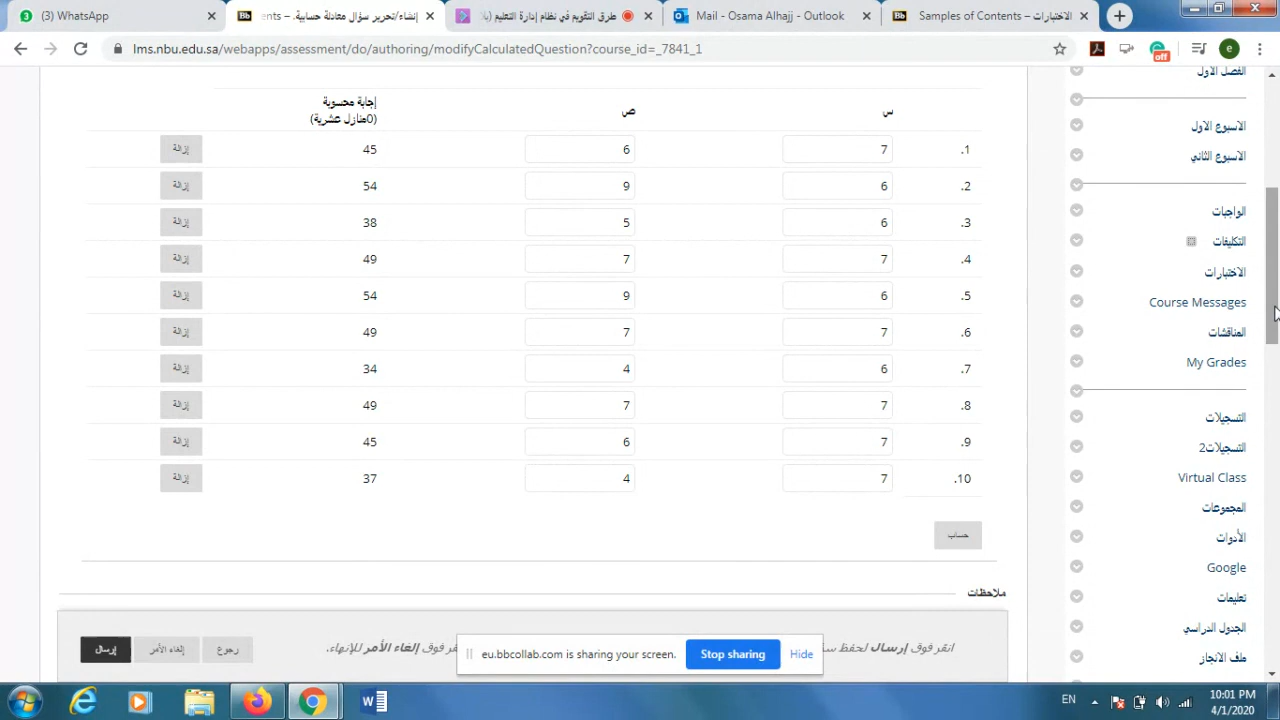 (3) WhatsApp
إنشاء/تحرير سؤال معادلة حسابية. – ents
طرق التقويم في نظام إدارة التعليم
Mail - Osama Alhajj - Outlook
Samples of Contents – الاختبارات
lms.nbu.edu.sa/webapps/assessment/do/authoring/modifyCalculatedQuestion?course_id=_7841_1
off
e
س ص إجابة محسوبة
(0منازل عشرية)
1. 7 6 45 إزالة
2. 6 9 54 إزالة
3. 6 5 38 إزالة
4. 7 7 49 إزالة
5. 6 9 54 إزالة
6. 7 7 49 إزالة
7. 6 4 34 إزالة
8. 7 7 49 إزالة
9. 7 6 45 إزالة
10. 7 4 37 إزالة
حساب
ملاحظات
انقر فوق إرسال لحفظ
فوق إلغاء الأمر للإنهاء.
رجوع
إلغاء الأمر
إرسال
eu.bbcollab.com is sharing your screen.
Stop sharing
Hide
الفصل الاول
الاسبوع الاول
الاسبوع الثاني
الواجبات
التكليفات
الاختبارات
Course Messages
المناقشات
My Grades
التسجيلات
التسجيلات2
Virtual Class
المجموعات
الأدوات
Google
تعليمات
الجدول الدراسي
ملف الانجاز
EN
10:01 PM
4/1/2020